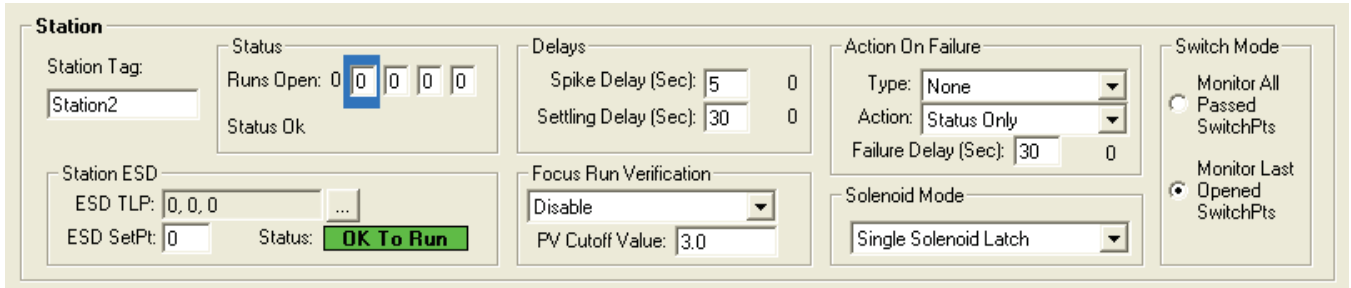 Station
Station Tag:
Station2
Status
Runs Open: 0 0 0 0 0
Status Ok
Delays
Spike Delay (Sec): 5 0
Settling Delay (Sec): 30 0
Action On Failure
Type: None
Action: Status Only
Failure Delay (Sec): 30 0
Switch Mode
Monitor All
Passed
SwitchPts
Monitor Last
Opened
SwitchPts
Station ESD
ESD TLP: 0, 0, 0 ...
ESD SetPt: 0 Status: OK To Run
Focus Run Verification
Disable
PV Cutoff Value: 3.0
Solenoid Mode
Single Solenoid Latch